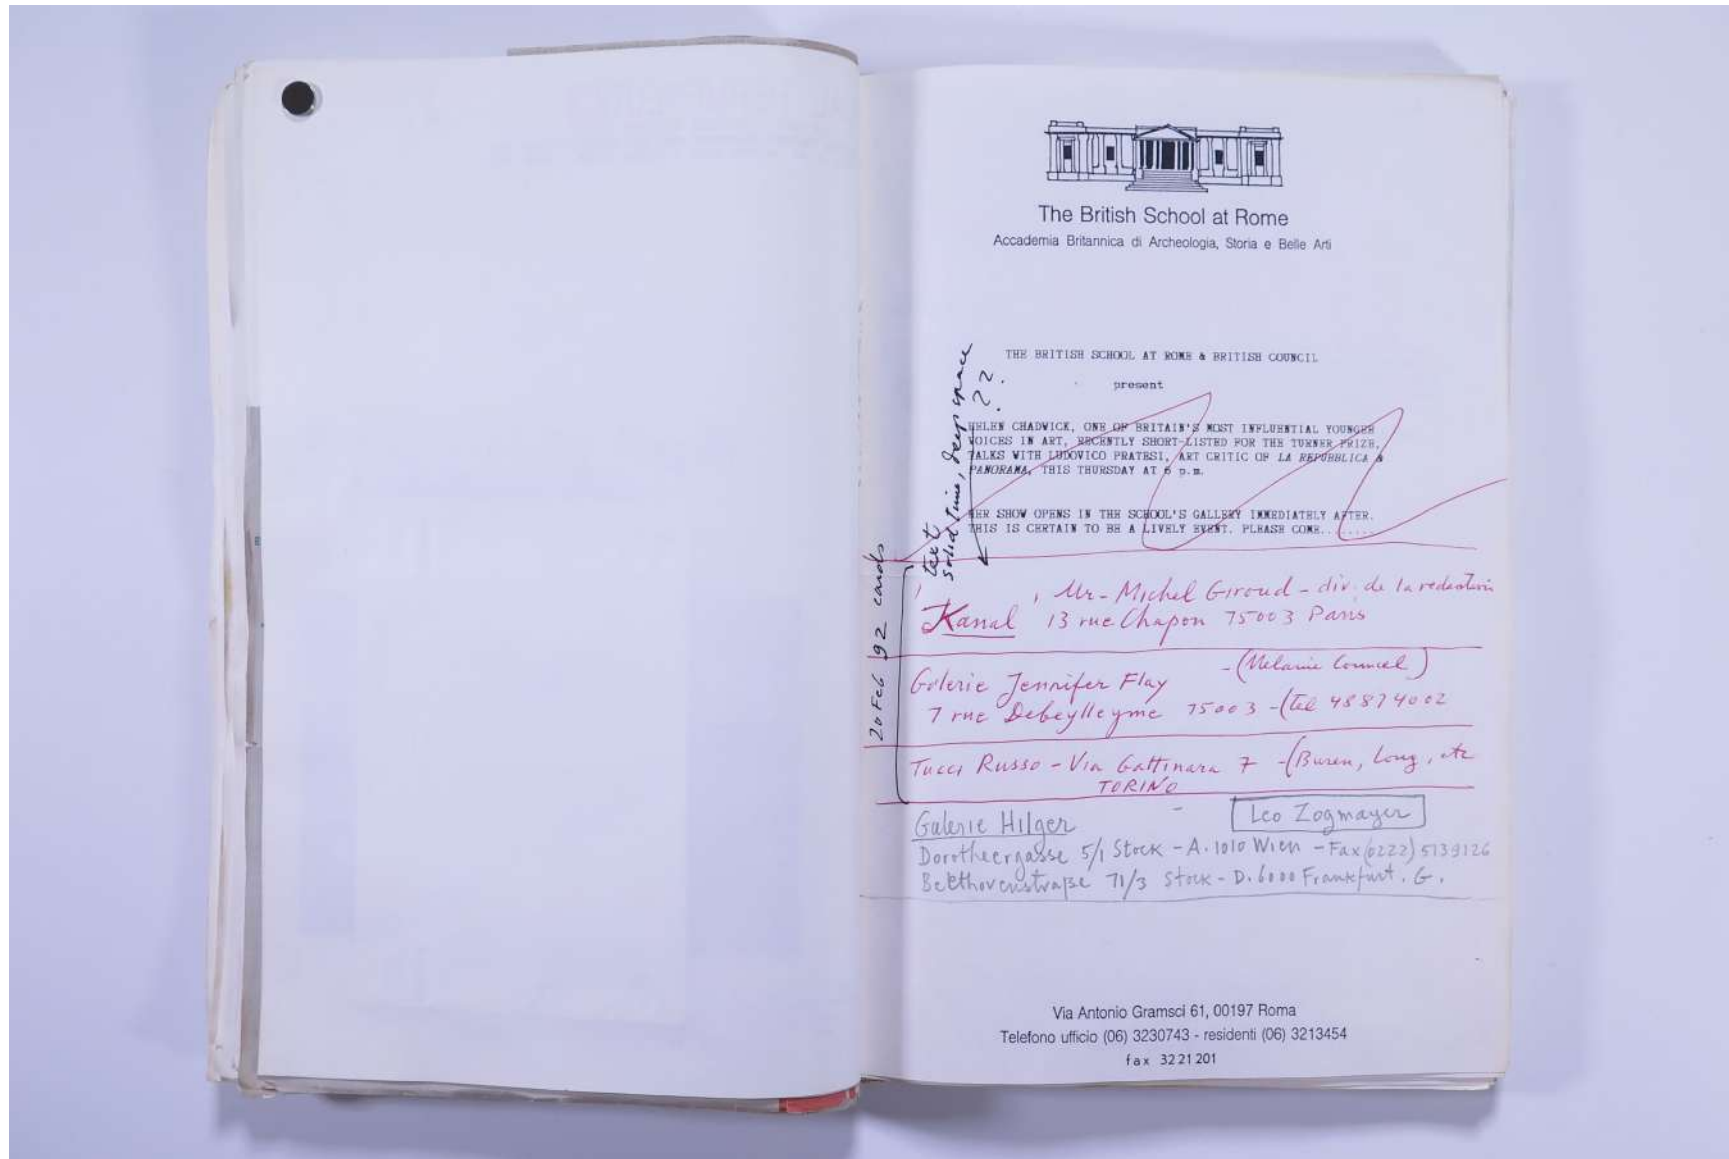 The British School at Rome
Accademia Britannica di Archeologia, Storia e Belle Arti
THE BRITISH SCHOOL AT ROME & BRITISH COUNCIL
present
HELEN CHADWICK, ONE OF BRITAIN'S MOST INFLUENTIAL YOUNGER
VOICES IN ART, RECENTLY SHORT-LISTED FOR THE TURNER PRIZE,
TALKS WITH LUDOVICO PRATESI, ART CRITIC OF LA REPUBBLICA &
PANORAMA, THIS THURSDAY AT 6 p.m.
HER SHOW OPENS IN THE SCHOOL'S GALLERY IMMEDIATELY AFTER.
THIS IS CERTAIN TO BE A LIVELY EVENT. PLEASE COME........
text
solid time, deep space
??.
20 Feb 92 cards
Mr - Michel Giroud - div. de la redaction
Kanal 13 rue Chapon 75003 Paris
Galerie Jennifer Flay - (Melanie Counsel)
7 rue Debeylleyme 75003 - (Tel 48874002
Tucci Russo - Via Gattinara 7 - (Buren, Long, etc
TORINO
Galerie Hilger - Leo Zogmayer
Dorotheergasse 5/1 Stock - A. 1010 Wien - Fax (0222) 5139126
Beethovenstraße 71/3 Stock - D. 6000 Frankfurt. G.
Via Antonio Gramsci 61, 00197 Roma
Telefono ufficio (06) 3230743 - residenti (06) 3213454
fax 3221201